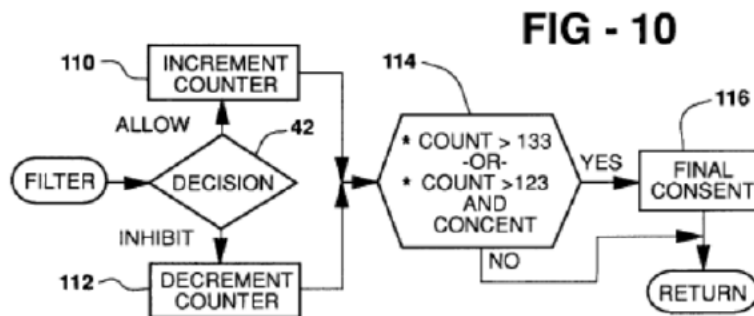 FIG - 10
110
INCREMENT
COUNTER
ALLOW
42
FILTER
DECISION
INHIBIT
112
DECREMENT
COUNTER
114
* COUNT > 133
-OR-
* COUNT >123
AND
CONCENT
YES
NO
116
FINAL
CONSENT
RETURN